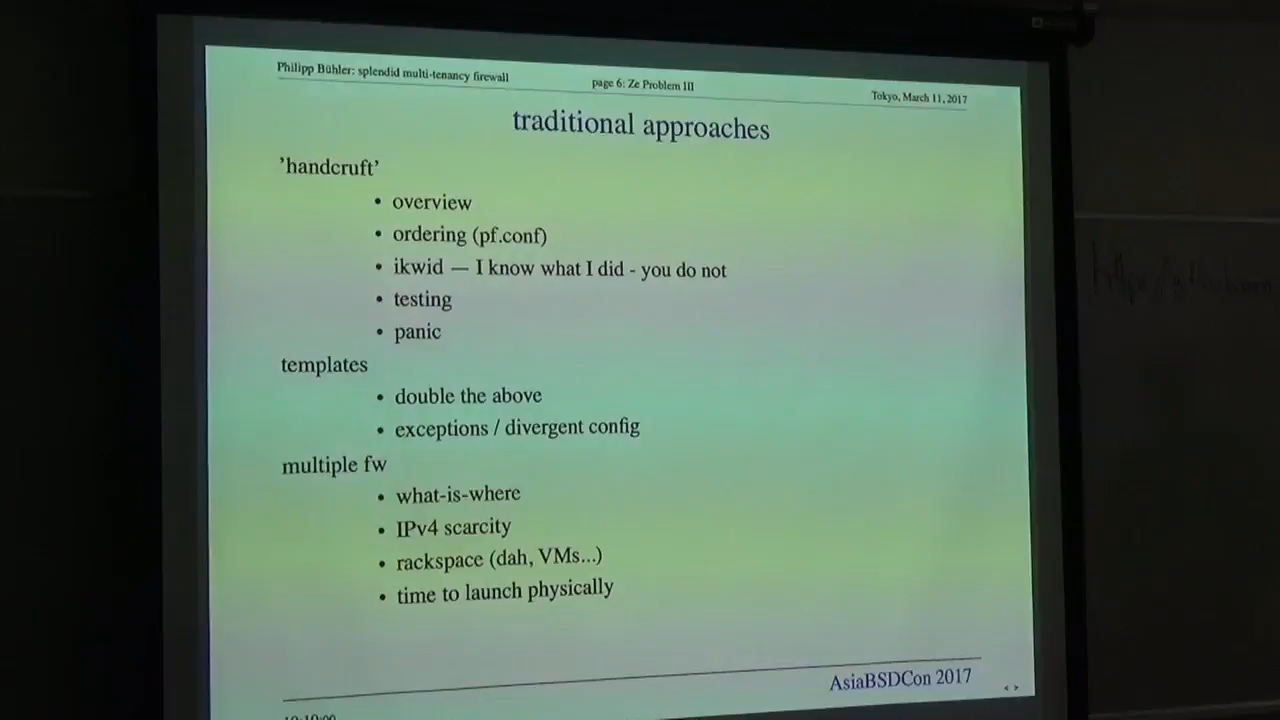 Philipp Bühler: splendid multi-tenancy firewall
page 6: Ze Problem III
Tokyo, March 11, 2017
traditional approaches
'handcruft'
• overview
• ordering (pf.conf)
• ikwid — I know what I did - you do not
• testing
• panic
templates
• double the above
• exceptions / divergent config
multiple fw
• what-is-where
• IPv4 scarcity
• rackspace (dah, VMs...)
• time to launch physically
AsiaBSDCon 2017
< >